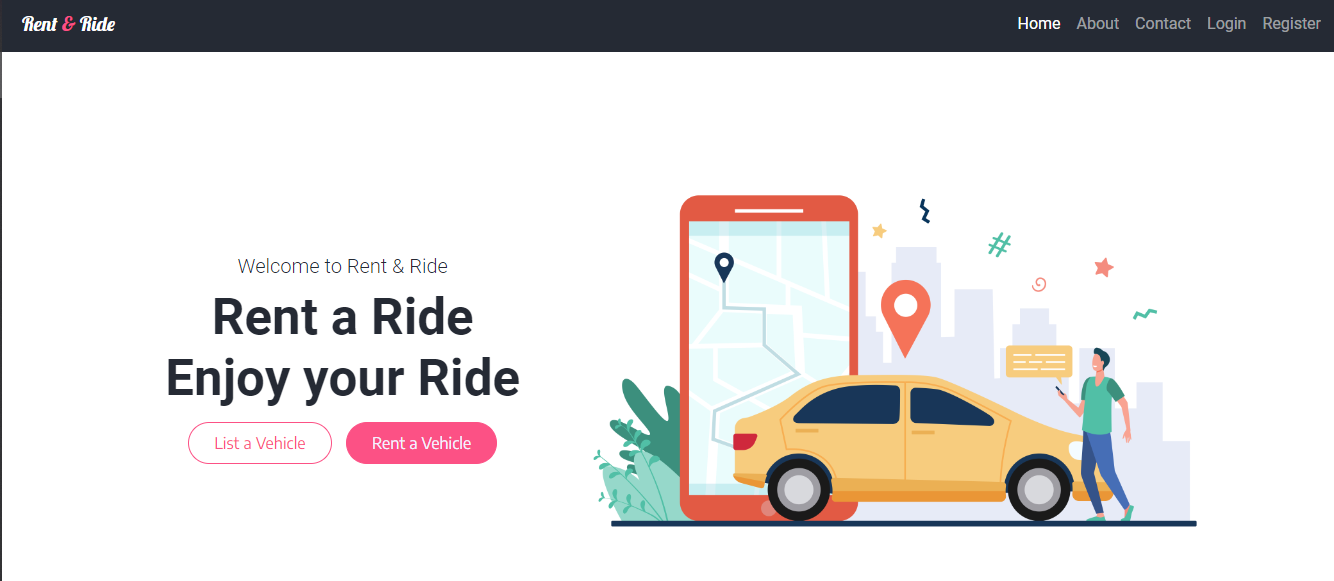 Rent & Ride
Home About Contact Login Register
Welcome to Rent & Ride
Rent a Ride
Enjoy your Ride
List a Vehicle
Rent a Vehicle